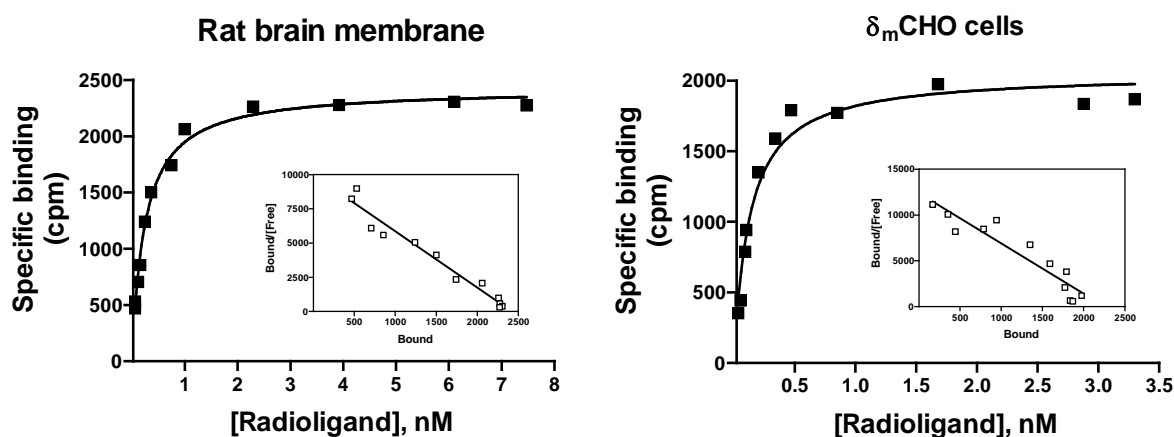 Rat brain membrane
2500
2000
1500
1000
500
0
Specific binding
(cpm)
1 2 3 4 5 6 7 8
[Radioligand], nM
10000
7500
5000
2500
0
Bound/[Free]
500 1000 1500 2000 2500
Bound
δmCHO cells
2000
1500
1000
500
0
Specific binding
(cpm)
0.5 1.0 1.5 2.0 2.5 3.0 3.5
[Radioligand], nM
15000
10000
5000
0
Bound/[Free]
500 1000 1500 2000 2500
Bound